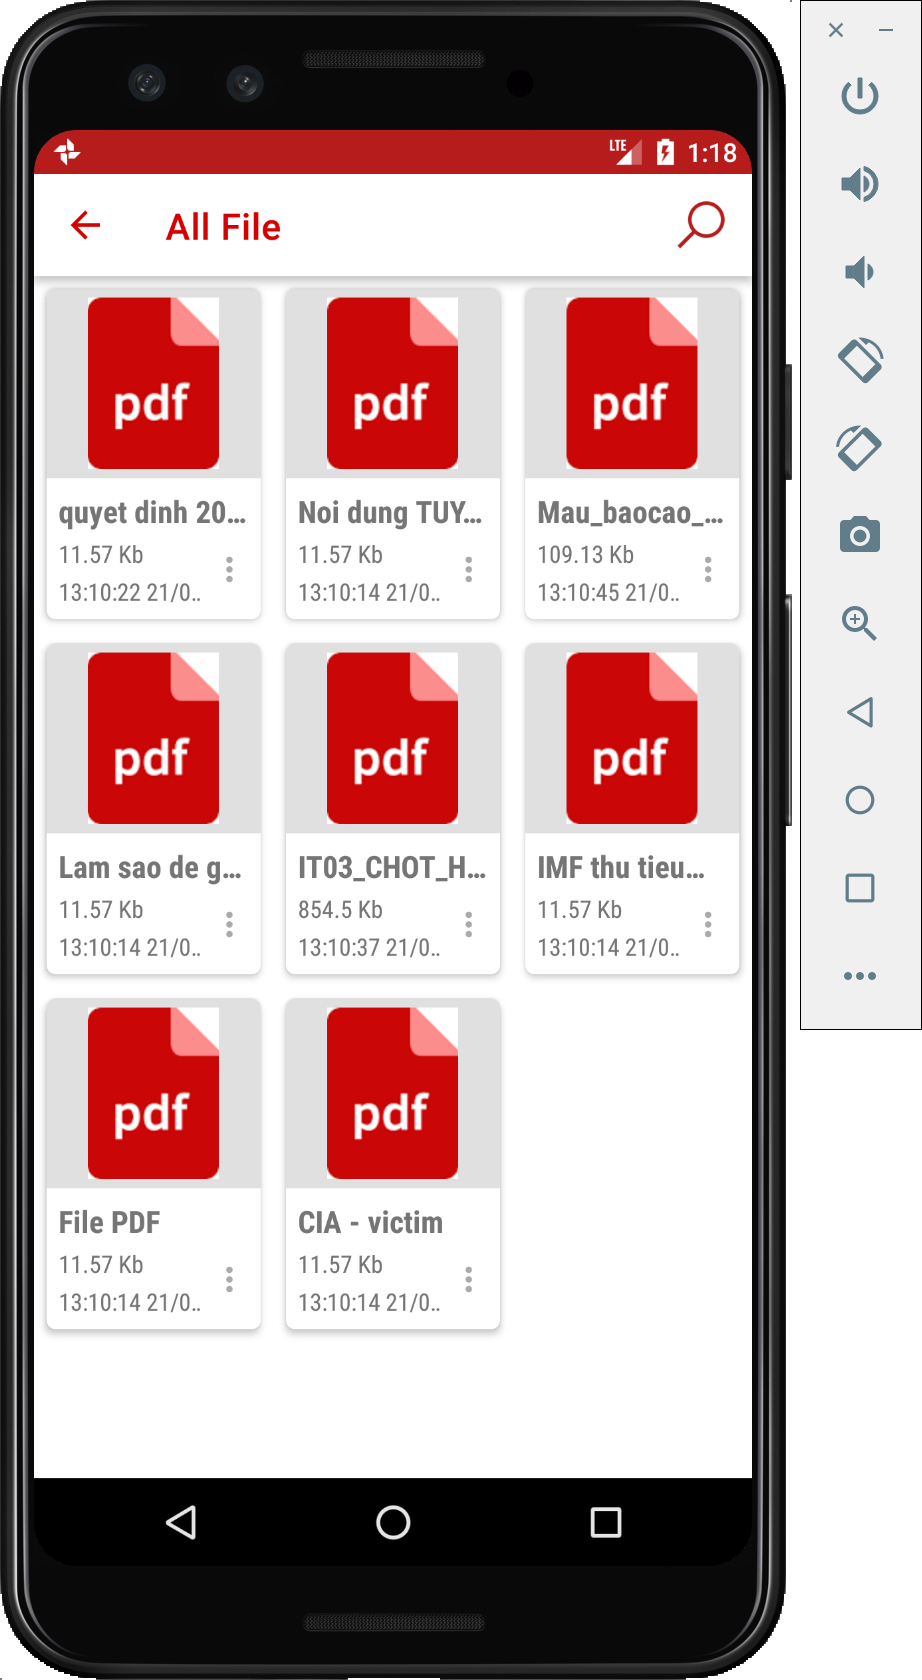 LTE 1:18
All File
pdf pdf pdf
quyet dinh 20... Noi dung TUY... Mau_baocao_...
11.57 Kb 11.57 Kb 109.13 Kb
13:10:22 21/0.. 13:10:14 21/0.. 13:10:45 21/0..
pdf pdf pdf
Lam sao de g... IT03_CHOT_H... IMF thu tieu...
11.57 Kb 854.5 Kb 11.57 Kb
13:10:14 21/0.. 13:10:37 21/0.. 13:10:14 21/0..
pdf pdf
File PDF CIA - victim
11.57 Kb 11.57 Kb
13:10:14 21/0.. 13:10:14 21/0..